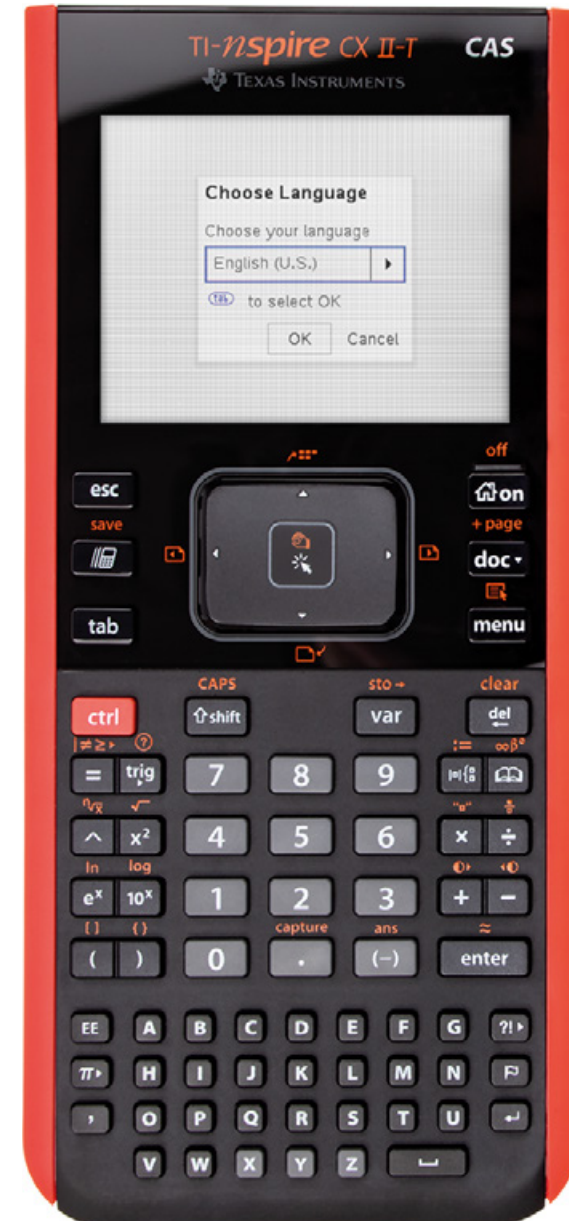 TI-nspire CX II-T CAS
TEXAS INSTRUMENTS
Choose Language
Choose your language
English (U.S.)
tab to select OK
OK Cancel
off
esc
on
save
+ page
doc
tab
menu
CAPS sto→ clear
ctrl ⇧shift var del
|≠≥▸ ? := ∞β°
= trig 7 8 9 |□|{□
ⁿ√x √ "□"
^ x² 4 5 6 × ÷
ln log
eˣ 10ˣ 1 2 3 + −
[ ] { } capture ans ≈
( ) 0 . (−) enter
EE A B C D E F G ?!▸
π▸ H I J K L M N
, O P Q R S T U ↵
V W X Y Z